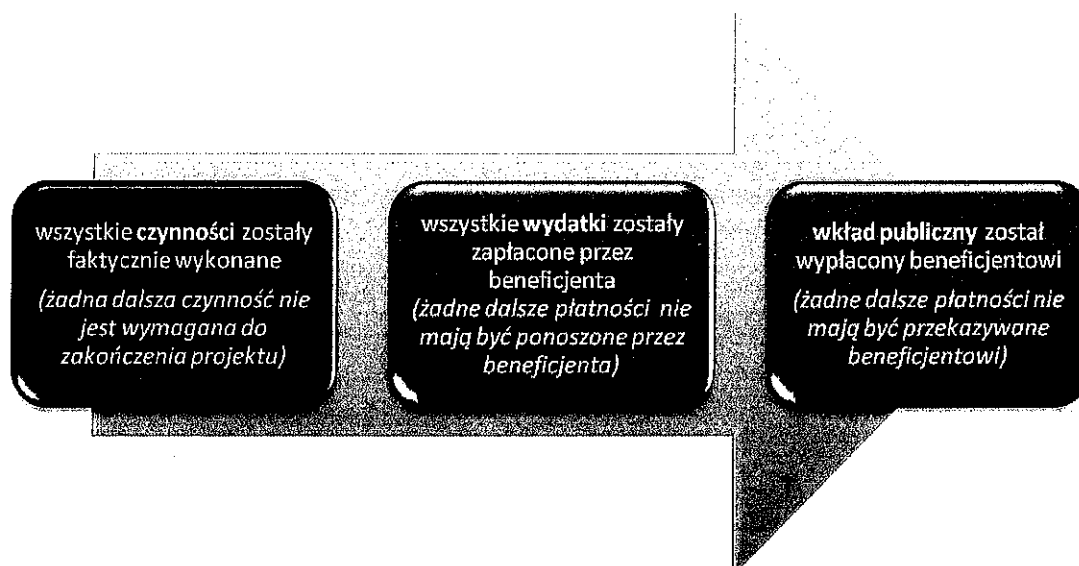 wszystkie czynności zostały
faktycznie wykonane
(żadna dalsza czynność nie
jest wymagana do
zakończenia projektu)
wszystkie wydatki zostały
zapłacone przez
beneficjenta
(żadne dalsze płatności nie
mają być ponoszone przez
beneficjenta)
wkład publiczny został
wypłacony beneficjentowi
(żadne dalsze płatności nie
mają być przekazywane
beneficjentowi)